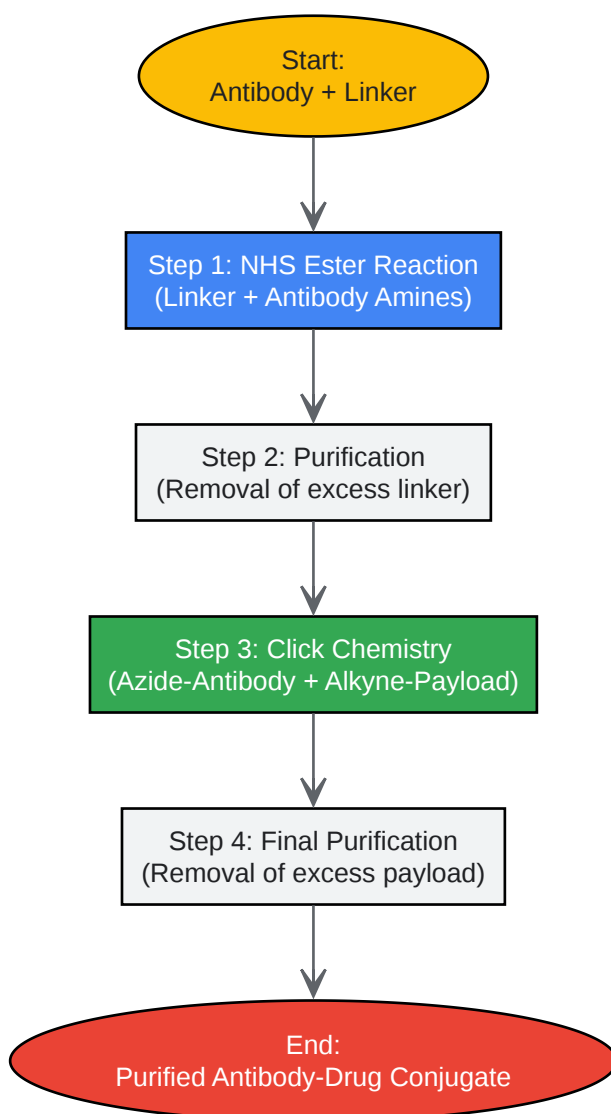 Start:
Antibody + Linker
Step 1: NHS Ester Reaction
(Linker + Antibody Amines)
Step 2: Purification
(Removal of excess linker)
Step 3: Click Chemistry
(Azide-Antibody + Alkyne-Payload)
Step 4: Final Purification
(Removal of excess payload)
End:
Purified Antibody-Drug Conjugate